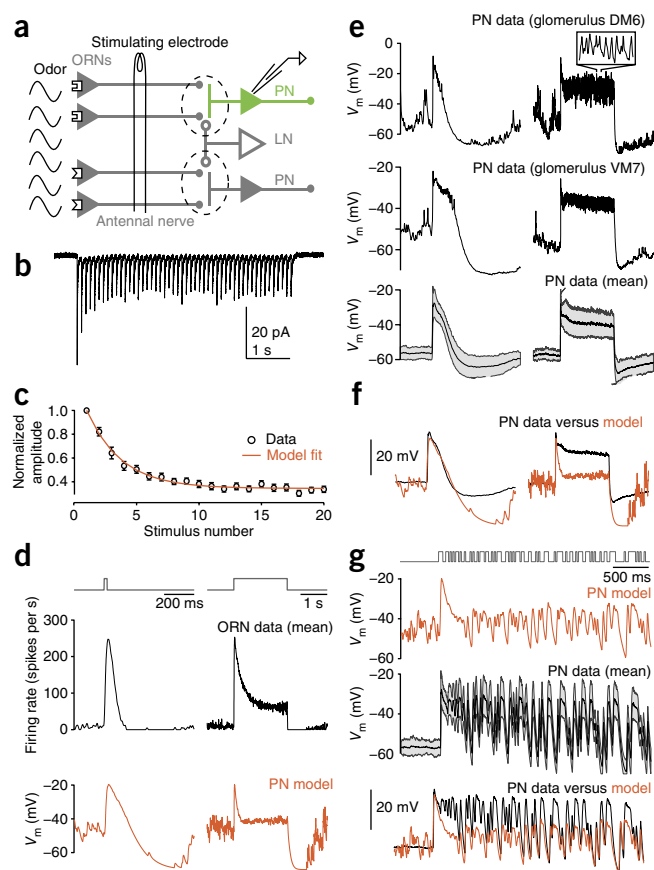 a
Stimulating electrode
ORNs
Odor
PN
LN
PN
Antennal nerve
b
20 pA
1 s
c
Normalized
amplitude
1.0
0.8
0.6
0.4
Data
Model fit
0 5 10 15 20
Stimulus number
d
200 ms
1 s
ORN data (mean)
Firing rate (spikes per s)
300
200
100
0
PN model
Vm (mV)
−20
−40
−60
e
PN data (glomerulus DM6)
Vm (mV)
0
−20
−40
−60
PN data (glomerulus VM7)
Vm (mV)
−20
−40
−60
PN data (mean)
Vm (mV)
−20
−40
−60
f
PN data versus model
20 mV
g
500 ms
PN model
Vm (mV)
−20
−40
−60
PN data (mean)
Vm (mV)
−20
−40
−60
PN data versus model
20 mV